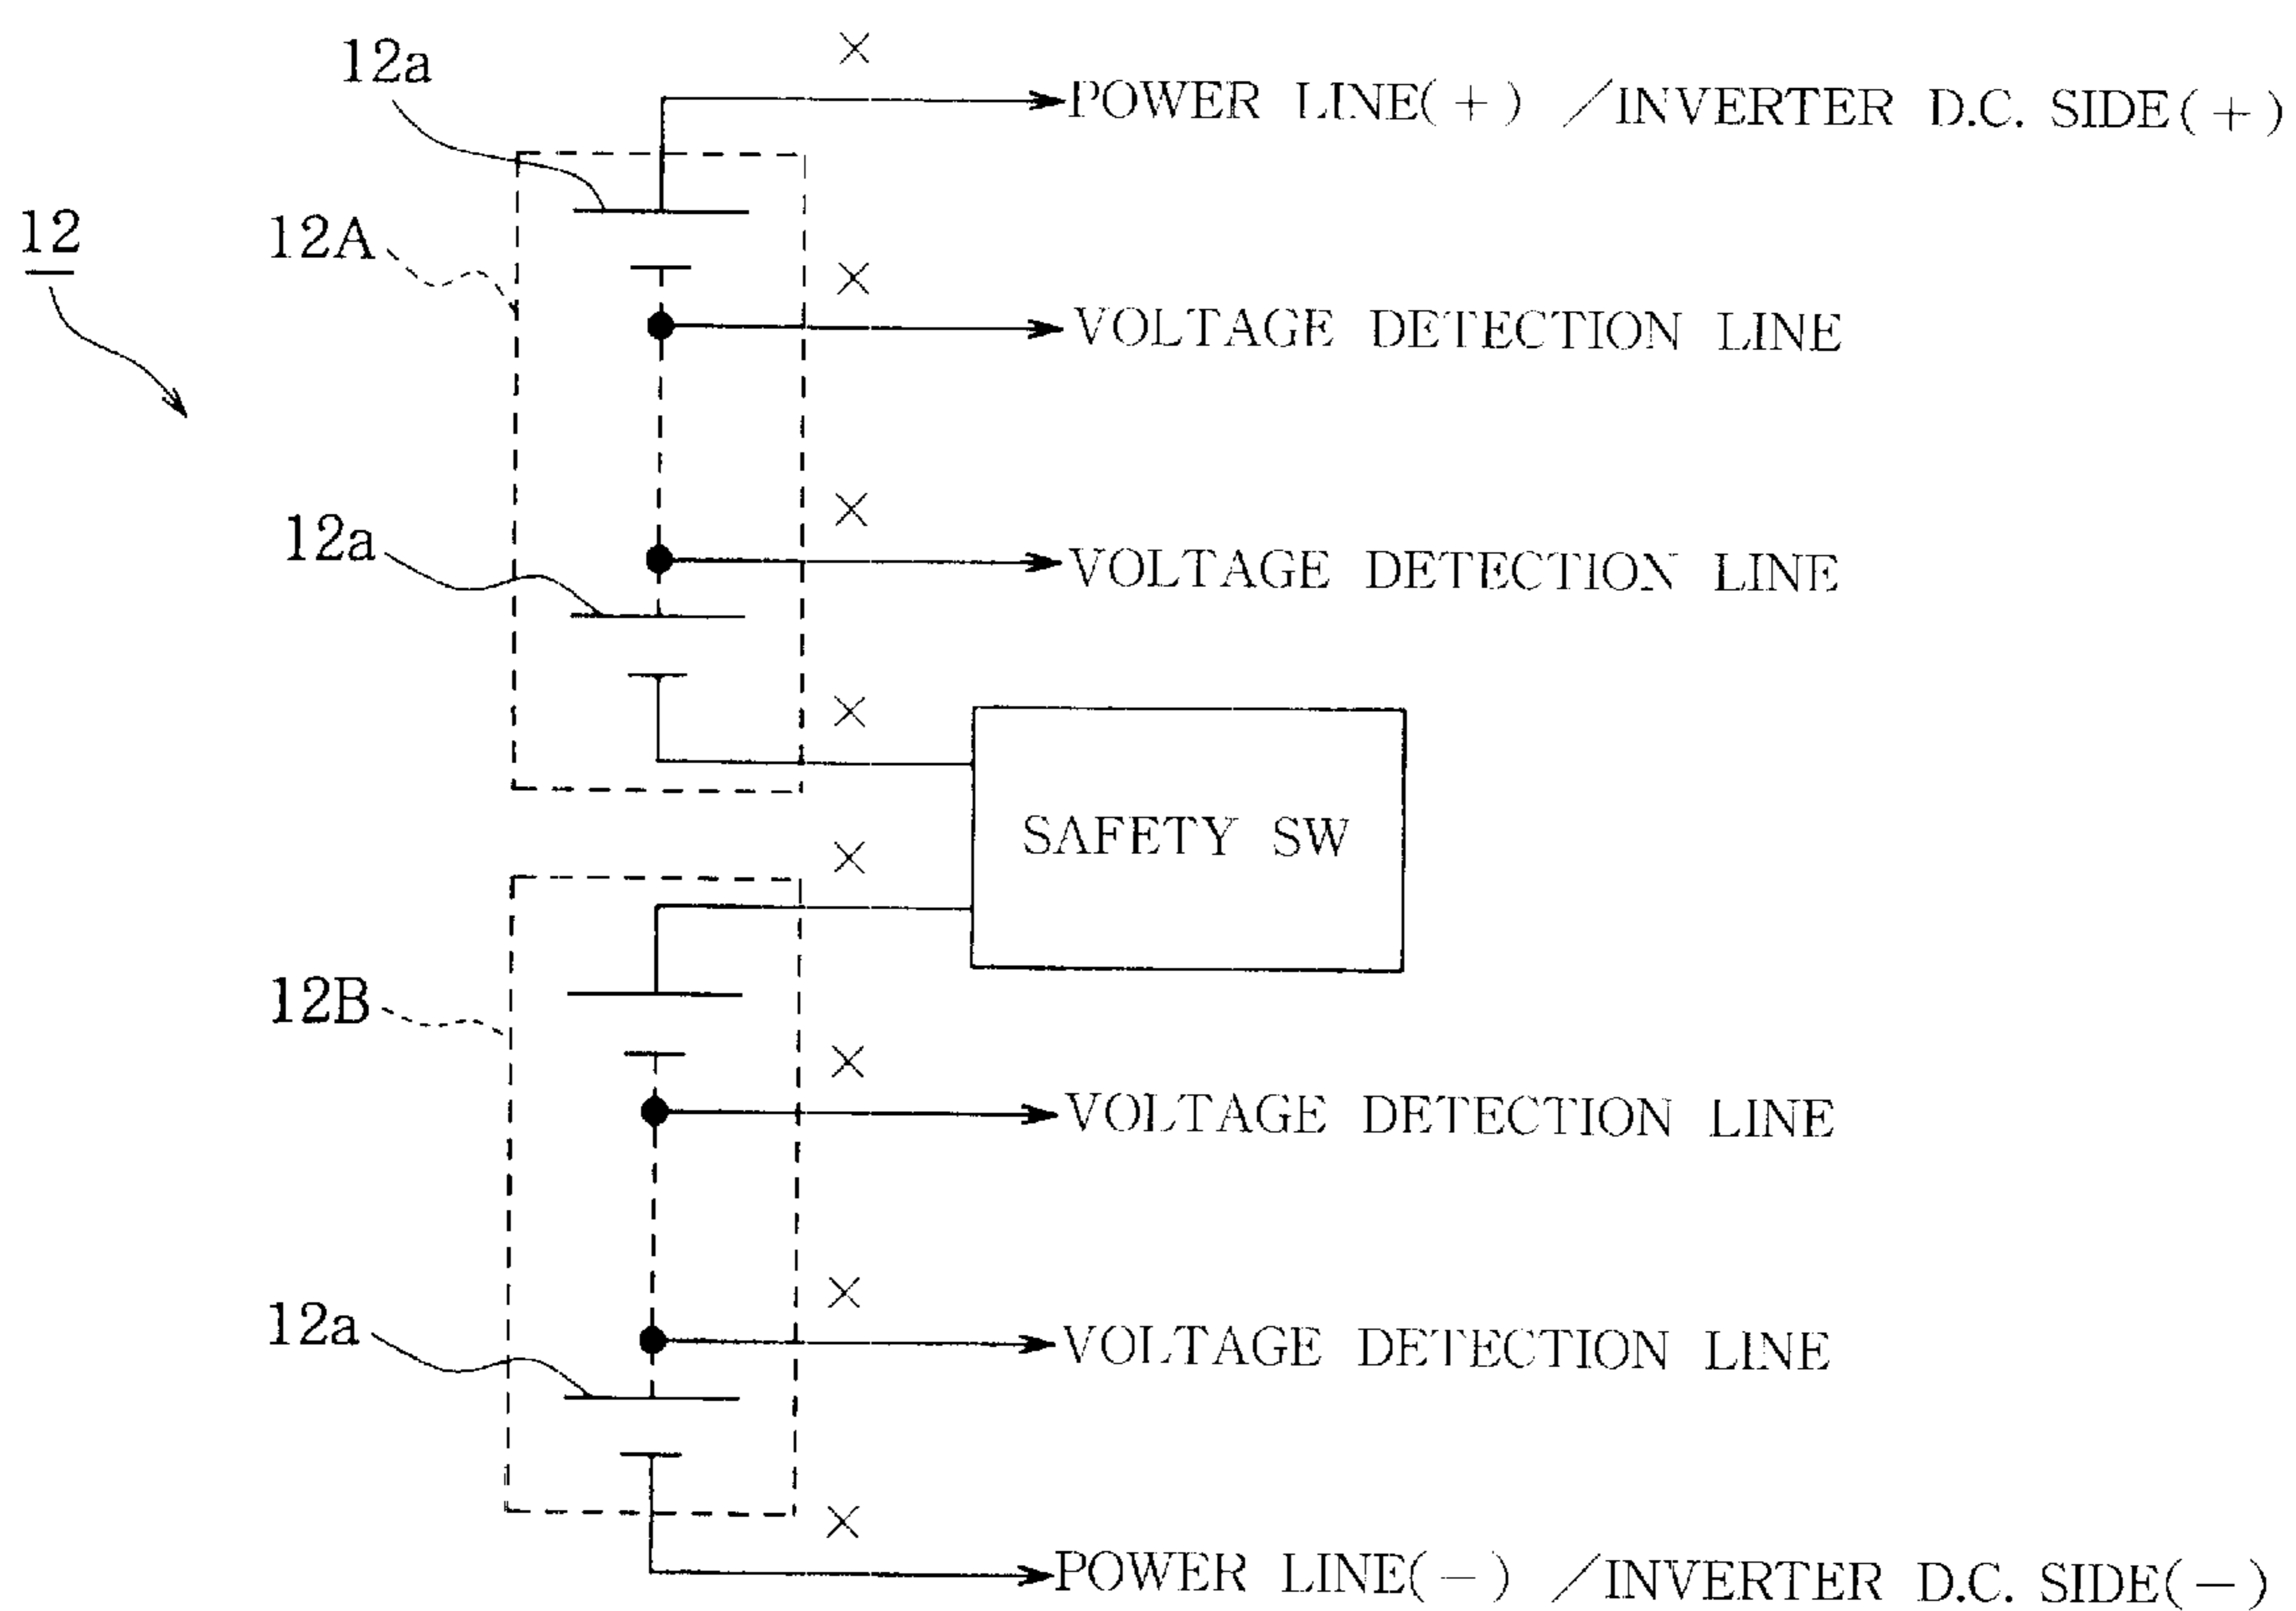 12a
POWER LINE(+) /INVERTER D.C. SIDE(+)
12
12A
VOLTAGE DETECTION LINE
12a
VOLTAGE DETECTION LINE
SAFETY SW
12B
VOLTAGE DETECTION LINE
12a
VOLTAGE DETECTION LINE
POWER LINE(−) /INVERTER D.C. SIDE(−)